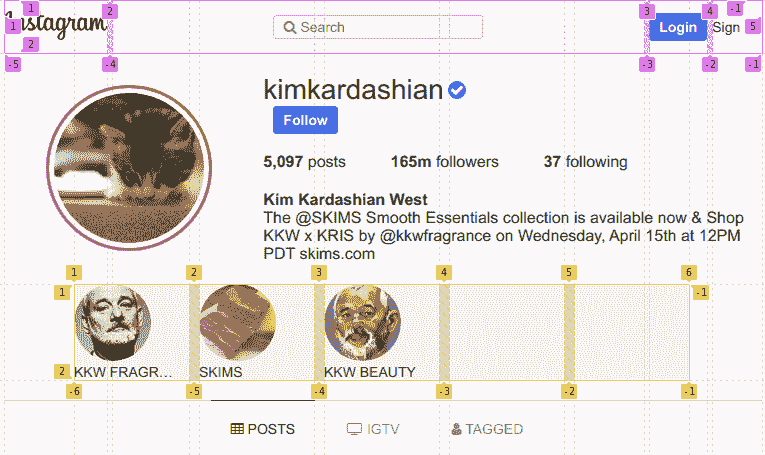 1 2 3 4 -1
Instagram
1 Search Login Sign 5
2
-5 -4 -3 -2 -1
kimkardashian
Follow
5,097 posts 165m followers 37 following
Kim Kardashian West
The @SKIMS Smooth Essentials collection is available now & Shop
KKW x KRIS by @kkwfragrance on Wednesday, April 15th at 12PM
PDT skims.com
1 2 3 4 5 6
1 -1
2 KKW FRAGR... SKIMS KKW BEAUTY
-6 -5 -4 -3 -2 -1
POSTS IGTV TAGGED